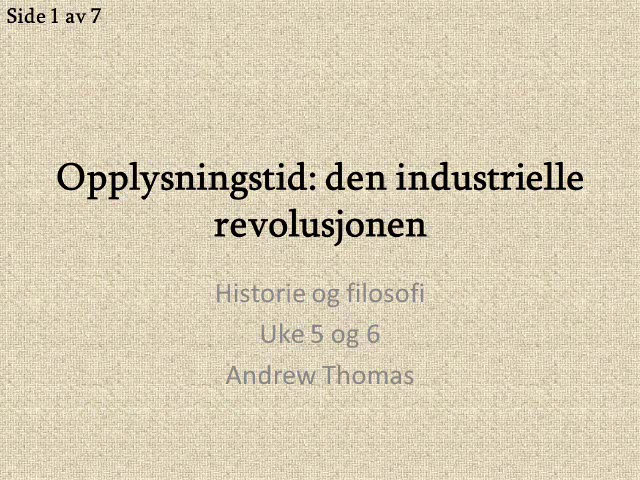 Side 1 av 7
Opplysningstid: den industrielle
revolusjonen
Historie og filosofi
Uke 5 og 6
Andrew Thomas